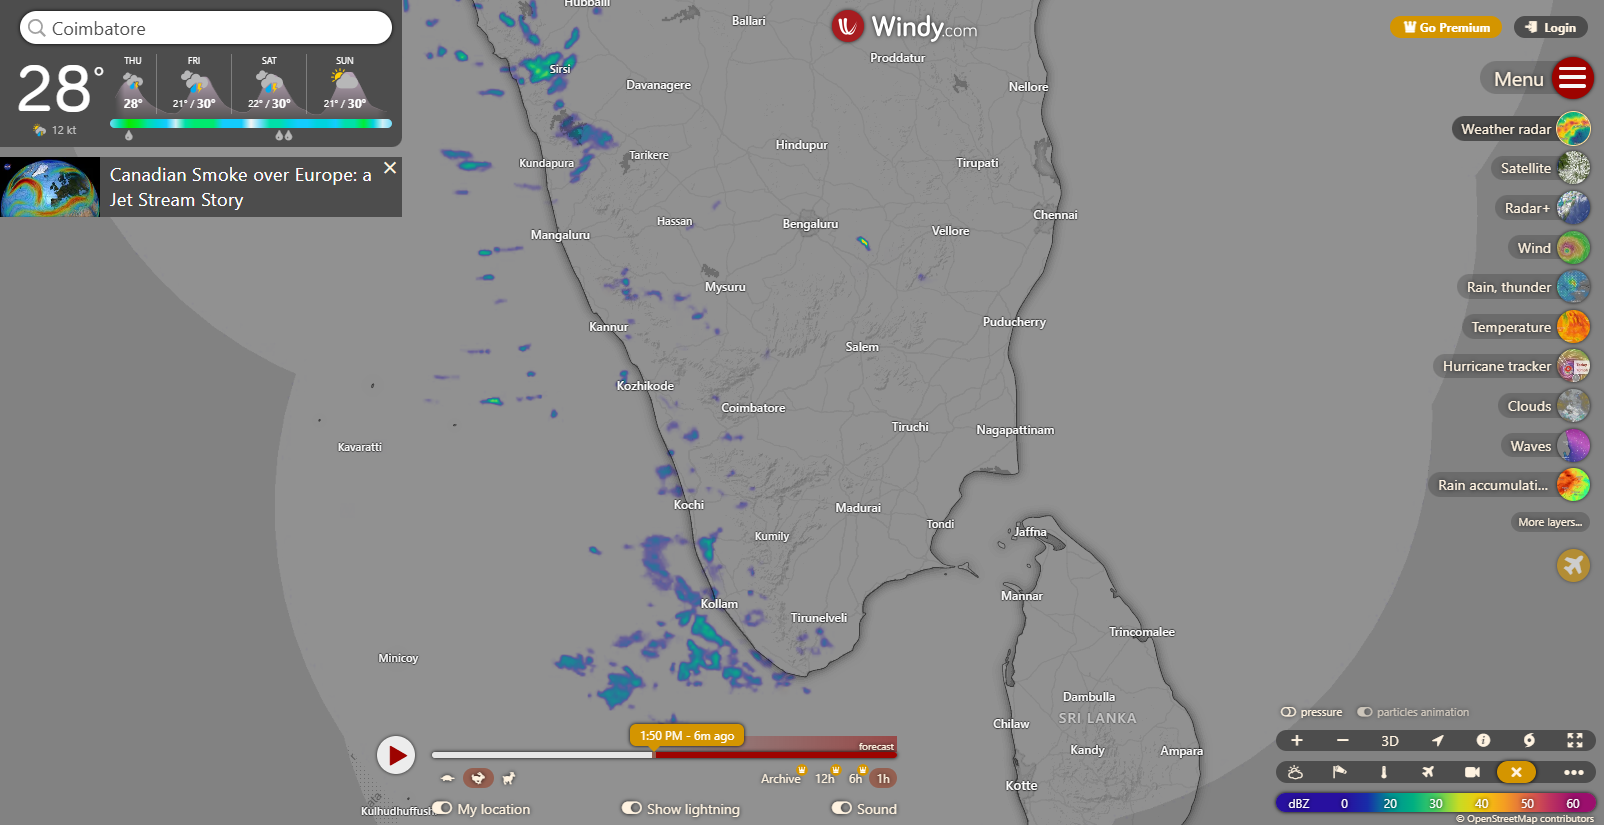 Coimbatore
28°
12 kt
THU
FRI
SAT
SUN
28°
21° / 30°
22° / 30°
21° / 30°
Canadian Smoke over Europe: a
Jet Stream Story
Windy.com
Go Premium
Login
Menu
Weather radar
Satellite
Radar+
Wind
Rain, thunder
Temperature
Hurricane tracker
Clouds
Waves
Rain accumulati...
More layers...
Hubballi
Ballari
Proddatur
Sirsi
Davanagere
Nellore
Hindupur
Kundapura
Tarikere
Tirupati
Hassan
Bengaluru
Chennai
Mangaluru
Vellore
Mysuru
Kannur
Puducherry
Salem
Kozhikode
Coimbatore
Tiruchi
Nagapattinam
Kavaratti
Kochi
Madurai
Tondi
Jaffna
Kumily
Kollam
Mannar
Tirunelveli
Trincomalee
Minicoy
Dambulla
Chilaw
SRI LANKA
Kandy
Ampara
Kotte
Kulhudhuffushi
1:50 PM - 6m ago
forecast
Archive
12h
6h
1h
My location
Show lightning
Sound
pressure
particles animation
+
−
3D
dBZ
0
20
30
40
50
60
© OpenStreetMap contributors